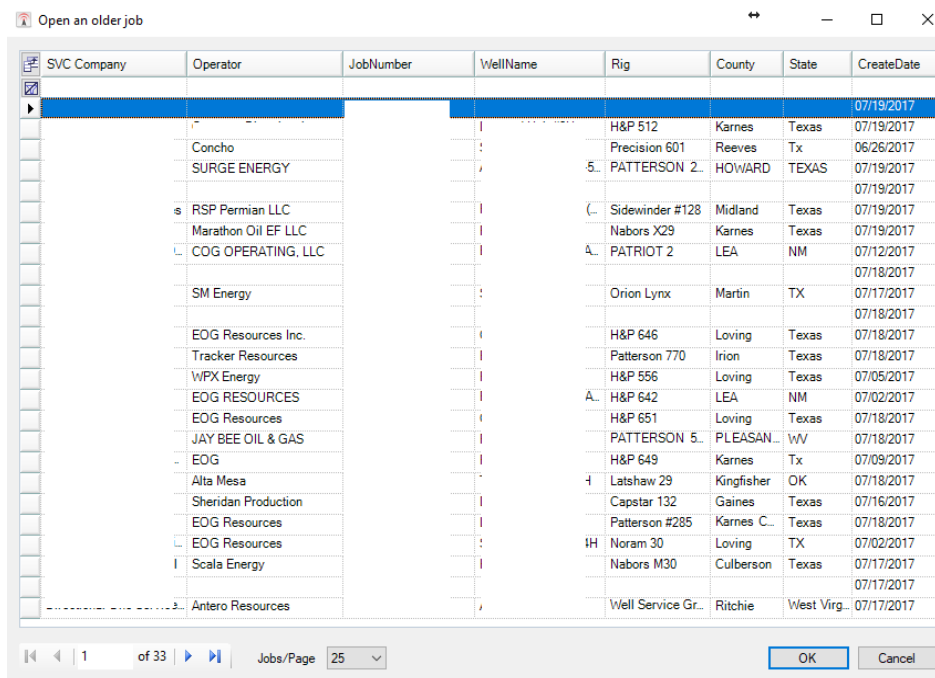 Open an older job
SVC Company Operator JobNumber WellName Rig County State CreateDate
07/19/2017
H&P 512 Karnes Texas 07/19/2017
Concho Precision 601 Reeves Tx 06/26/2017
SURGE ENERGY -5... PATTERSON 2... HOWARD TEXAS 07/19/2017
07/19/2017
s RSP Permian LLC (... Sidewinder #128 Midland Texas 07/19/2017
Marathon Oil EF LLC Nabors X29 Karnes Texas 07/19/2017
COG OPERATING, LLC A... PATRIOT 2 LEA NM 07/12/2017
07/18/2017
SM Energy Orion Lynx Martin TX 07/17/2017
07/18/2017
EOG Resources Inc. H&P 646 Loving Texas 07/18/2017
Tracker Resources Patterson 770 Irion Texas 07/18/2017
WPX Energy H&P 556 Loving Texas 07/05/2017
EOG RESOURCES A... H&P 642 LEA NM 07/02/2017
EOG Resources H&P 651 Loving Texas 07/18/2017
JAY BEE OIL & GAS PATTERSON 5... PLEASAN... WV 07/18/2017
EOG H&P 649 Karnes Tx 07/09/2017
Alta Mesa H Latshaw 29 Kingfisher OK 07/18/2017
Sheridan Production Capstar 132 Gaines Texas 07/16/2017
EOG Resources Patterson #285 Karnes C... Texas 07/18/2017
EOG Resources 4H Noram 30 Loving TX 07/02/2017
Scala Energy Nabors M30 Culberson Texas 07/17/2017
07/17/2017
Antero Resources Well Service Gr... Ritchie West Virg... 07/17/2017
1 of 33 Jobs/Page 25 OK Cancel